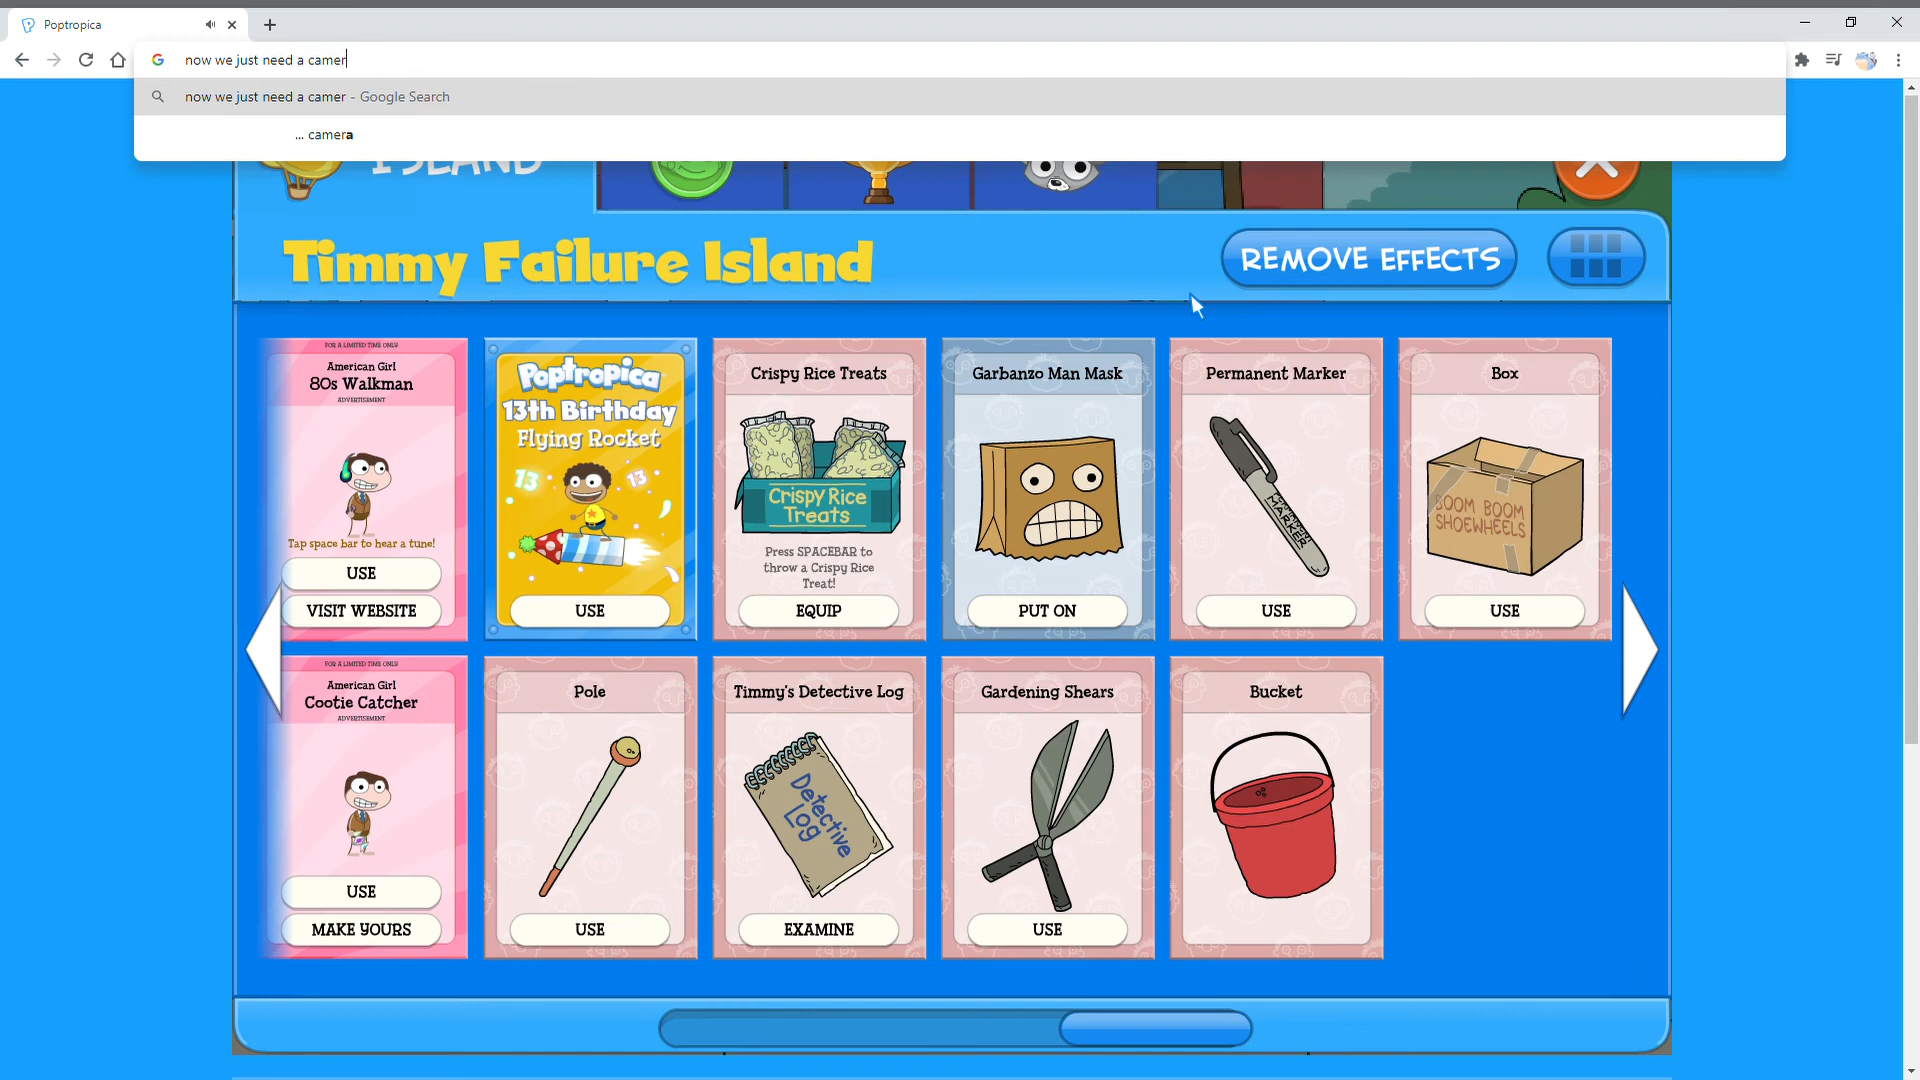 Poptropica
now we just need a camer
now we just need a camer - Google Search
... camera
ISLAND
Timmy Failure Island
REMOVE EFFECTS
FOR A LIMITED TIME ONLY
American Girl
80s Walkman
ADVERTISEMENT
Tap space bar to hear a tune!
USE
VISIT WEBSITE
Poptropica
13th Birthday
Flying Rocket
13
13
USE
Crispy Rice Treats
Crispy Rice
Treats
Press SPACEBAR to
throw a Crispy Rice
Treat!
EQUIP
Garbanzo Man Mask
PUT ON
Permanent Marker
PERMANENT
MARKER
USE
Box
BOOM BOOM
SHOEWHEELS
USE
FOR A LIMITED TIME ONLY
American Girl
Cootie Catcher
ADVERTISEMENT
USE
MAKE YOURS
Pole
USE
Timmy's Detective Log
Detective
Log
EXAMINE
Gardening Shears
USE
Bucket